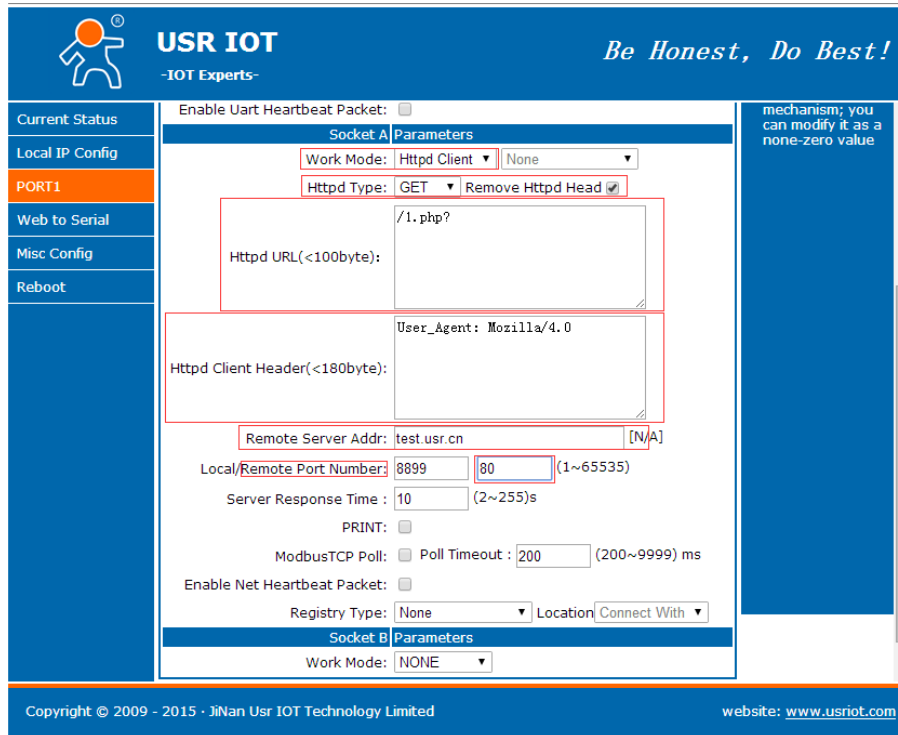 ®
USR IOT
-IOT Experts-
Be Honest, Do Best!
Current Status
Local IP Config
PORT1
Web to Serial
Misc Config
Reboot
Enable Uart Heartbeat Packet:
Socket A Parameters
Work Mode: Httpd Client None
Httpd Type: GET Remove Httpd Head
Httpd URL(<100byte): /1.php?
Httpd Client Header(<180byte): User_Agent: Mozilla/4.0
Remote Server Addr: test.usr.cn [N/A]
Local/Remote Port Number: 8899 80 (1~65535)
Server Response Time : 10 (2~255)s
PRINT:
ModbusTCP Poll: Poll Timeout : 200 (200~9999) ms
Enable Net Heartbeat Packet:
Registry Type: None Location Connect With
Socket B Parameters
Work Mode: NONE
mechanism; you
can modify it as a
none-zero value
Copyright © 2009 - 2015 · JiNan Usr IOT Technology Limited
website: www.usriot.com